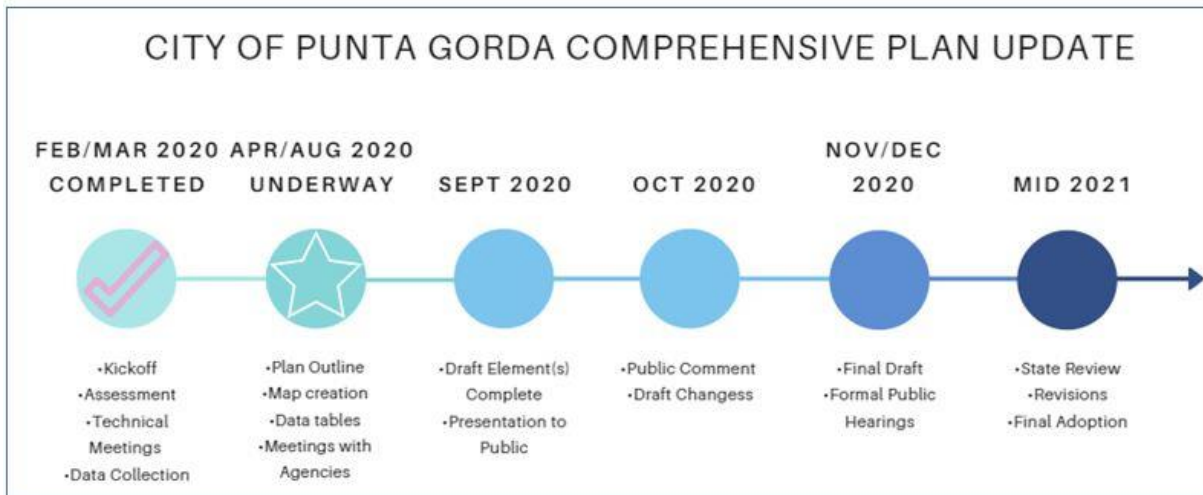 CITY OF PUNTA GORDA COMPREHENSIVE PLAN UPDATE
FEB/MAR 2020
COMPLETED
APR/AUG 2020
UNDERWAY
SEPT 2020
OCT 2020
NOV/DEC
2020
MID 2021
•Kickoff
•Assessment
•Technical
Meetings
•Data Collection
•Plan Outline
•Map creation
•Data tables
•Meetings with
Agencies
•Draft Element(s)
Complete
•Presentation to
Public
•Public Comment
•Draft Changess
•Final Draft
•Formal Public
Hearings
•State Review
•Revisions
•Final Adoption